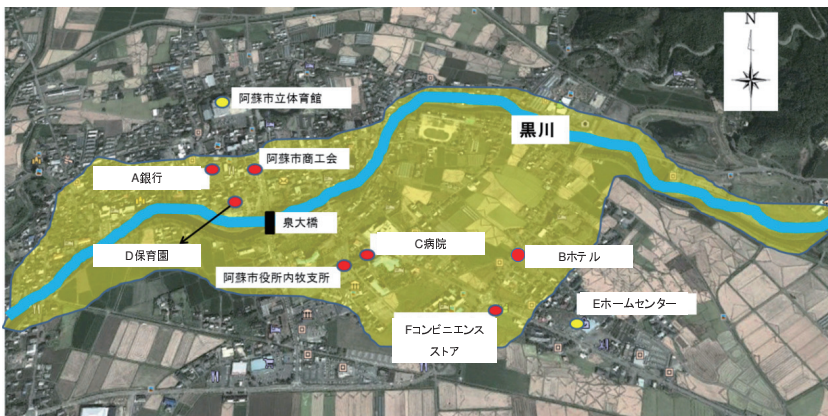 N
阿蘇市立体育館
黒川
阿蘇市商工会
A銀行
泉大橋
D保育園
C病院
Bホテル
阿蘇市役所内牧支所
Eホームセンター
Fコンビニエンス
ストア